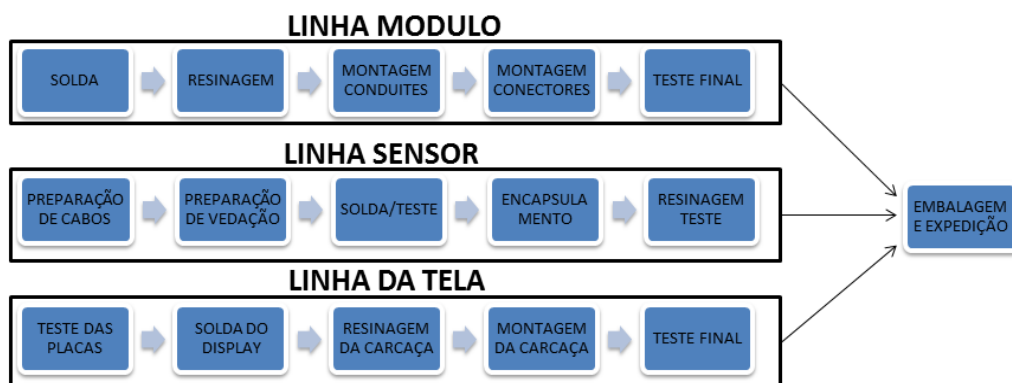 LINHA MODULO
SOLDA
RESINAGEM
MONTAGEM
CONDUITES
MONTAGEM
CONECTORES
TESTE FINAL
LINHA SENSOR
PREPARAÇÃO
DE CABOS
PREPARAÇÃO
DE VEDAÇÃO
SOLDA/TESTE
ENCAPSULA
MENTO
RESINAGEM
TESTE
EMBALAGEM
E EXPEDIÇÃO
LINHA DA TELA
TESTE DAS
PLACAS
SOLDA DO
DISPLAY
RESINAGEM
DA CARCAÇA
MONTAGEM
DA CARCAÇA
TESTE FINAL